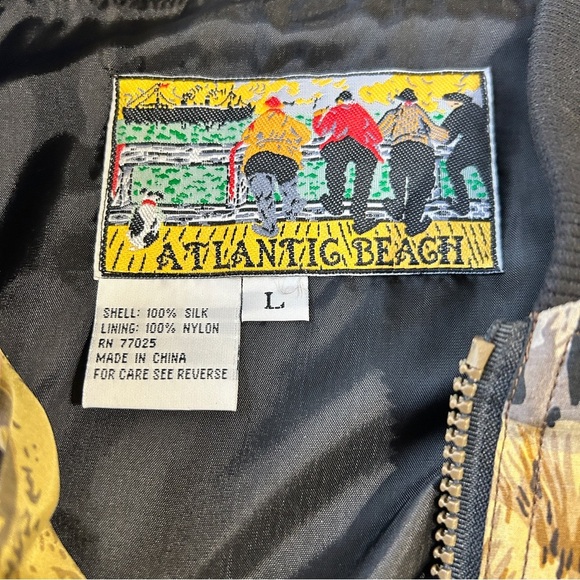 ATLANTIC BEACH
L
SHELL: 100% SILK
LINING: 100% NYLON
RN 77025
MADE IN CHINA
FOR CARE SEE REVERSE